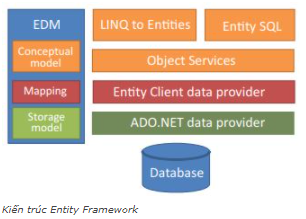 EDM
Conceptual
model
Mapping
Storage
model
LINQ to Entities
Entity SQL
Object Services
Entity Client data provider
ADO.NET data provider
Database
Kiến trúc Entity Framework